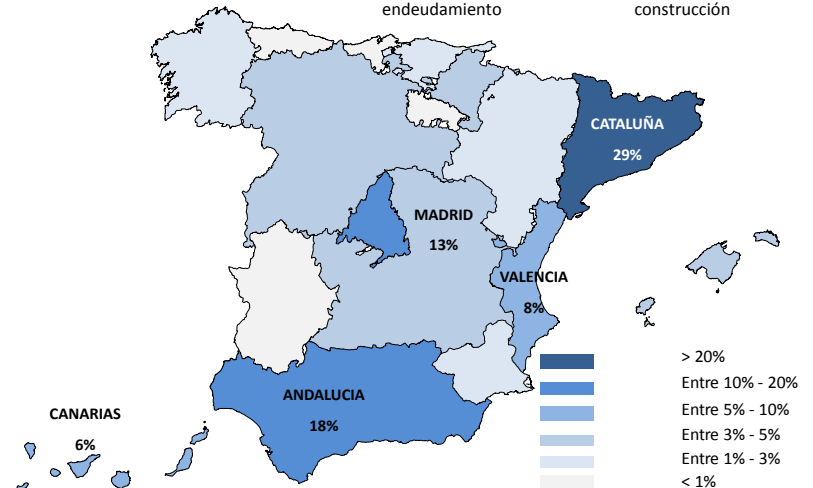 endeudamiento
construcción
CATALUÑA
29%
MADRID
13%
VALENCIA
8%
ANDALUCIA
18%
CANARIAS
6%
> 20%
Entre 10% - 20%
Entre 5% - 10%
Entre 3% - 5%
Entre 1% - 3%
< 1%